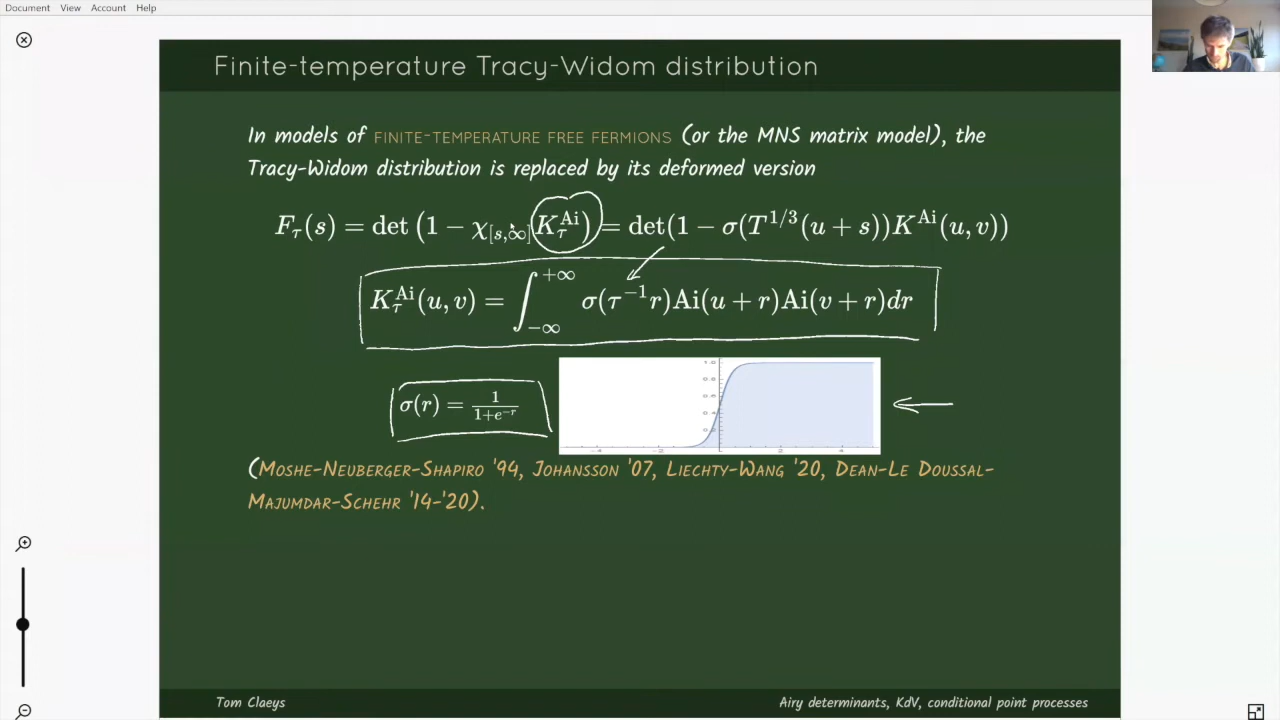 Document View Account Help
Finite-temperature Tracy-Widom distribution
In models of FINITE-TEMPERATURE FREE FERMIONS (or the MNS matrix model), the
Tracy-Widom distribution is replaced by its deformed version
F_τ(s) = det (1 − χ_{[s,∞]} K_τ^{Ai}) = det(1 − σ(T^{1/3}(u + s))K^{Ai}(u, v))
K_τ^{Ai}(u, v) = ∫_{−∞}^{+∞} σ(τ^{−1}r)Ai(u + r)Ai(v + r)dr
σ(r) = \frac{1}{1+e^{−r}}
(MOSHE-NEUBERGER-SHAPIRO '94, JOHANSSON '07, LIECHTY-WANG '20, DEAN-LE DOUSSAL-
MAJUMDAR-SCHEHR '14-'20).
Tom Claeys
Airy determinants, KdV, conditional point processes